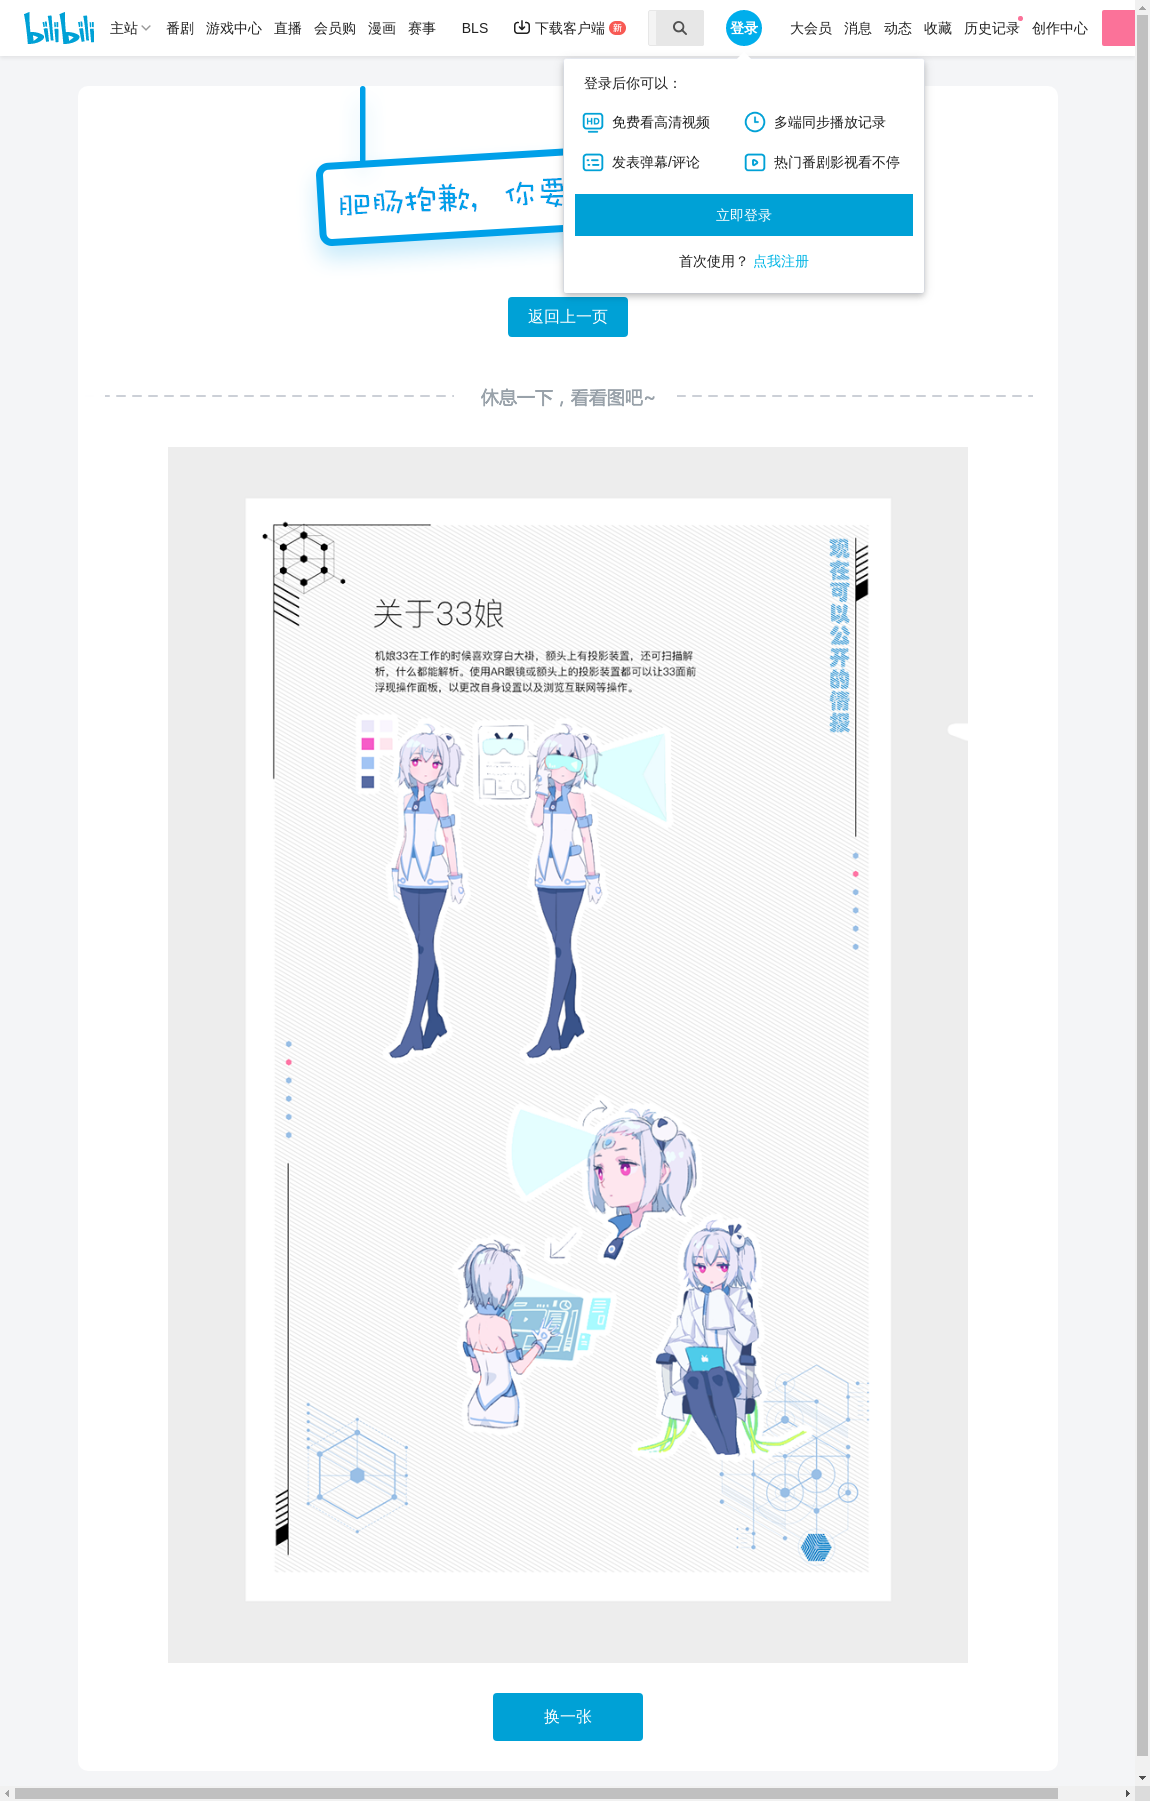 bilibili 主站 番剧 游戏中心 直播 会员购 漫画 赛事 BLS 下载客户端 新 登录 大会员 消息 动态 收藏 历史记录 创作中心
登录后你可以：
HD 免费看高清视频 多端同步播放记录
发表弹幕/评论 热门番剧影视看不停
立即登录
首次使用？ 点我注册
肥肠抱歉，你要
返回上一页
休息一下，看看图吧~
现在可以公开的情报
关于33娘
机娘33在工作的时候喜欢穿白大褂，额头上有投影装置，还可扫描解
析，什么都能解析。使用AR眼镜或额头上的投影装置都可以让33面前
浮现操作面板，以更改自身设置以及浏览互联网等操作。
换一张